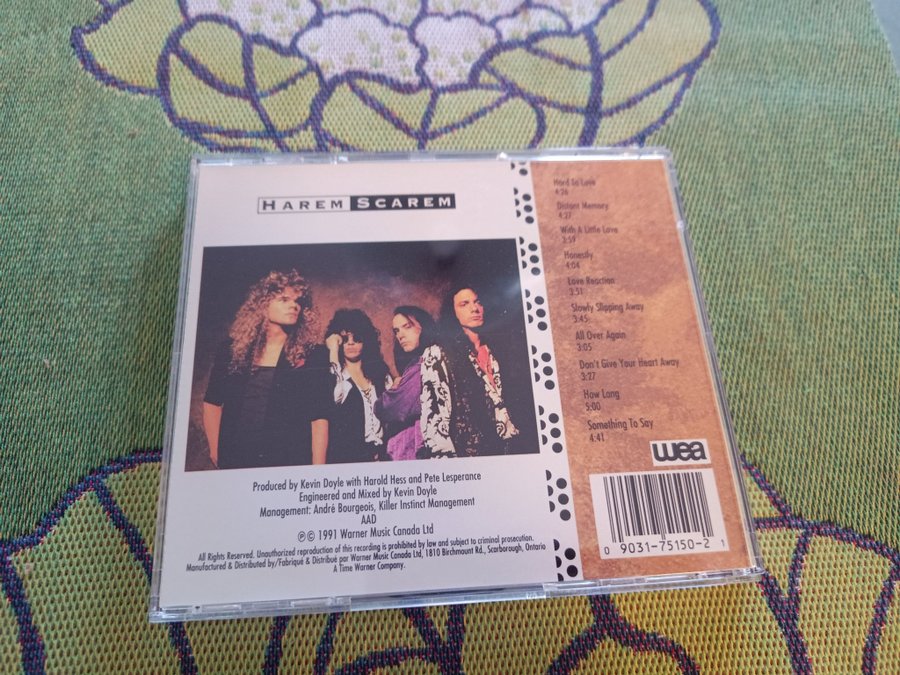 HAREM SCAREM
Produced by Kevin Doyle with Harold Hess and Pete Lesperance
Engineered and Mixed by Kevin Doyle
Management: André Bourgeois, Killer Instinct Management
AAD
℗© 1991 Warner Music Canada Ltd
All Rights Reserved. Unauthorized reproduction of this recording is prohibited by law and subject to criminal prosecution.
Manufactured & Distributed by/Fabriqué & Distribué par Warner Music Canada Ltd, 1810 Birchmount Rd., Scarborough, Ontario
A Time Warner Company.
Hard To Love
4:26
Distant Memory
4:27
With A Little Love
3:59
Honestly
4:04
Love Reaction
3:51
Slowly Slipping Away
3:45
All Over Again
3:05
Don't Give Your Heart Away
3:27
How Long
5:00
Something To Say
4:41
wea
0 9031-75150-2 1